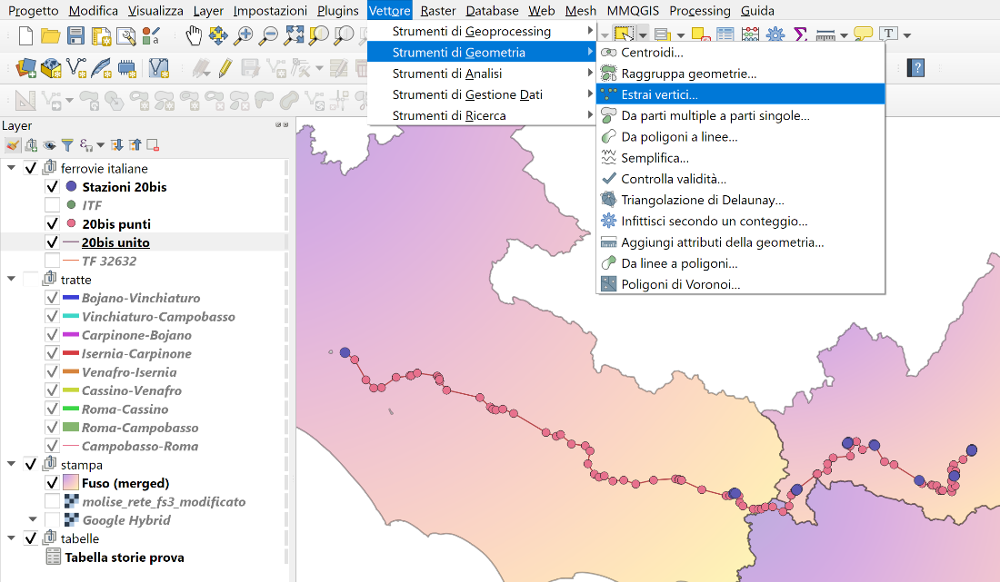 Progetto Modifica Visualizza Layer Impostazioni Plugins Vettore Raster Database Web Mesh MMQGIS Processing Guida
Strumenti di Geoprocessing
Strumenti di Geometria
Strumenti di Analisi
Strumenti di Gestione Dati
Strumenti di Ricerca
Centroidi...
Raggruppa geometrie...
Estrai vertici...
Da parti multiple a parti singole...
Da poligoni a linee...
Semplifica...
Controlla validità...
Triangolazione di Delaunay...
Infittisci secondo un conteggio...
Aggiungi attributi della geometria...
Da linee a poligoni...
Poligoni di Voronoi...
Layer
ferrovie italiane
Stazioni 20bis
ITF
20bis punti
20bis unito
TF 32632
tratte
Bojano-Vinchiaturo
Vinchiaturo-Campobasso
Carpinone-Bojano
Isernia-Carpinone
Venafro-Isernia
Cassino-Venafro
Roma-Cassino
Roma-Campobasso
Campobasso-Roma
stampa
Fuso (merged)
molise_rete_fs3_modificato
Google Hybrid
tabelle
Tabella storie prova